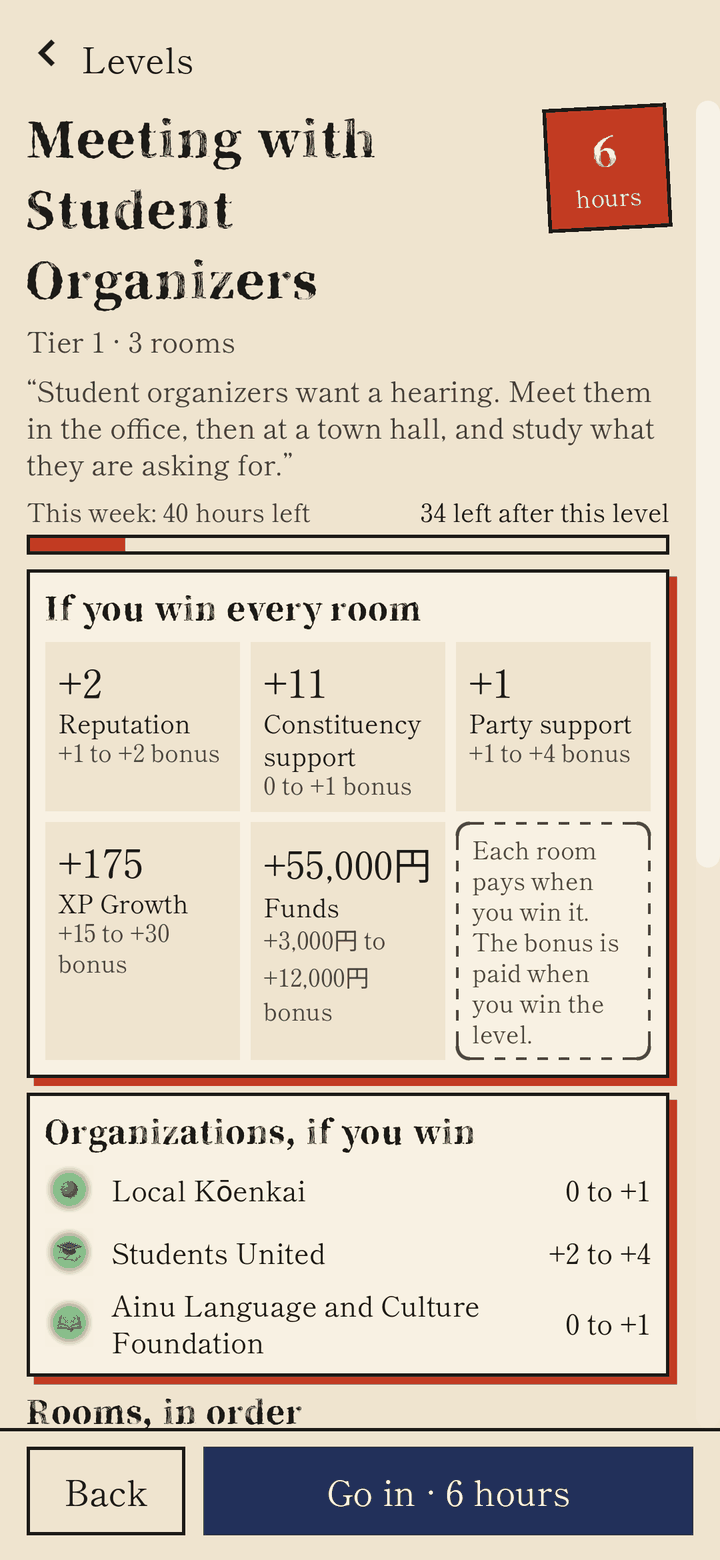 Levels
Meeting with
Student
Organizers
6
hours
Tier 1 · 3 rooms
“Student organizers want a hearing. Meet them
in the office, then at a town hall, and study what
they are asking for.”
This week: 40 hours left
34 left after this level
If you win every room
+2
Reputation
+1 to +2 bonus
+11
Constituency
support
0 to +1 bonus
+1
Party support
+1 to +4 bonus
+175
XP Growth
+15 to +30
bonus
+55,000円
Funds
+3,000円 to
+12,000円
bonus
Each room
pays when
you win it.
The bonus is
paid when
you win the
level.
Organizations, if you win
Local Kōenkai
0 to +1
Students United
+2 to +4
Ainu Language and Culture
Foundation
0 to +1
Rooms, in order
Back
Go in · 6 hours